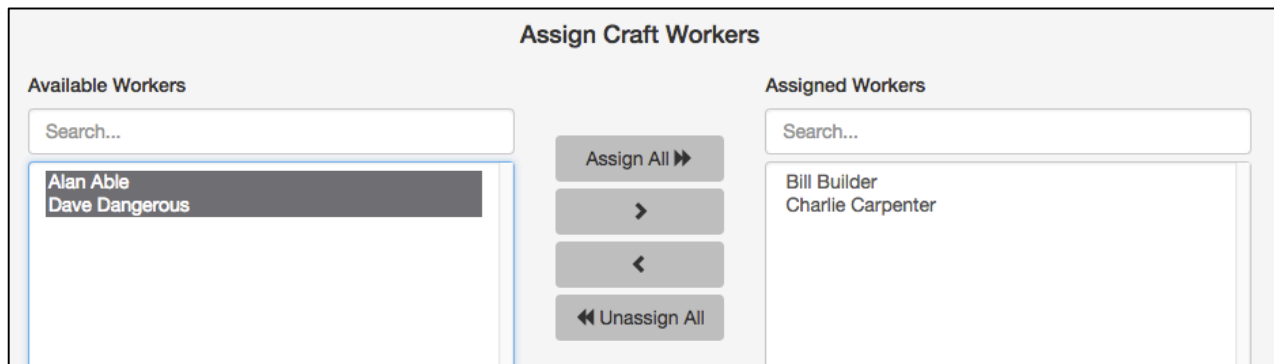 Assign Craft Workers
Available Workers
Search...
Alan Able
Dave Dangerous
Assign All
>
<
Unassign All
Assigned Workers
Search...
Bill Builder
Charlie Carpenter